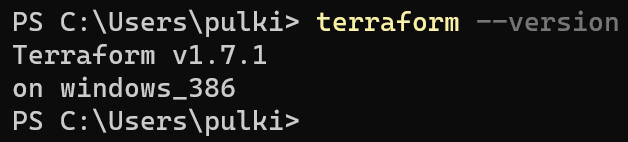 PS C:\Users\pulki> terraform --version
Terraform v1.7.1
on windows_386
PS C:\Users\pulki>